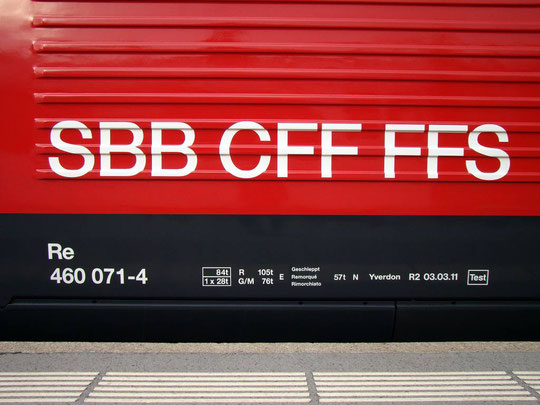 SBB CFF FFS
Re
460 071-4
84t R 105t E Geschleppt
Remorqué 57t N Yverdon R2 03.03.11 Test
1 x 28t G/M 76t Rimorchiato